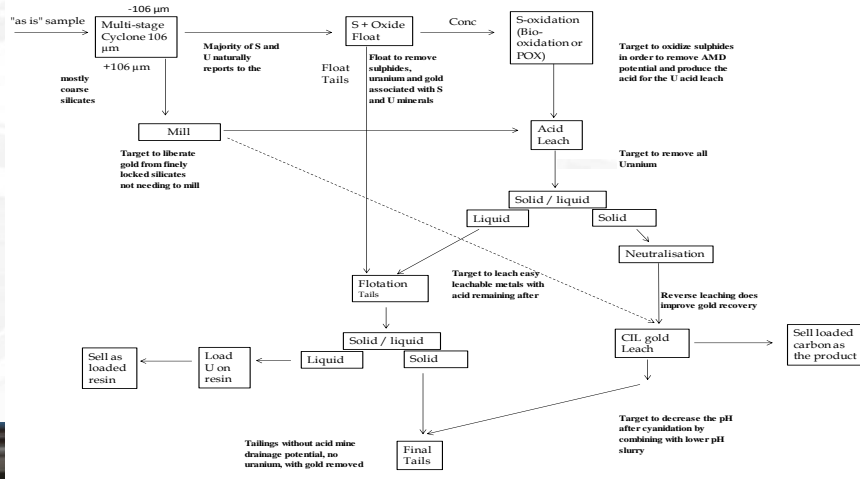 -106 µm
"as is" sample
Multi-stage
Cyclone 106
µm
+106 µm
mostly
coarse
silicates
Majority of S and
U naturally
reports to the
S + Oxide
Float
Conc
S-oxidation
(Bio-
oxidation or
POX)
Target to oxidize sulphides
in order to remove AMD
potential and produce the
acid for the U acid leach
Float
Tails
Float to remove
sulphides,
uranium and gold
associated with S
and U minerals
Mill
Target to liberate
gold from finely
locked silicates
not needing to mill
Acid
Leach
Target to remove all
Uranium
Solid / liquid
Liquid
Solid
Neutralisation
Target to leach easy
leachable metals with
acid remaining after
Reverse leaching does
improve gold recovery
Flotation
Tails
Solid / liquid
Liquid
Solid
Load
U on
resin
Sell as
loaded
resin
CIL gold
Leach
Sell loaded
carbon as
the product
Target to decrease the pH
after cyanidation by
combining with lower pH
slurry
Tailings without acid mine
drainage potential, no
uranium, with gold removed
Final
Tails